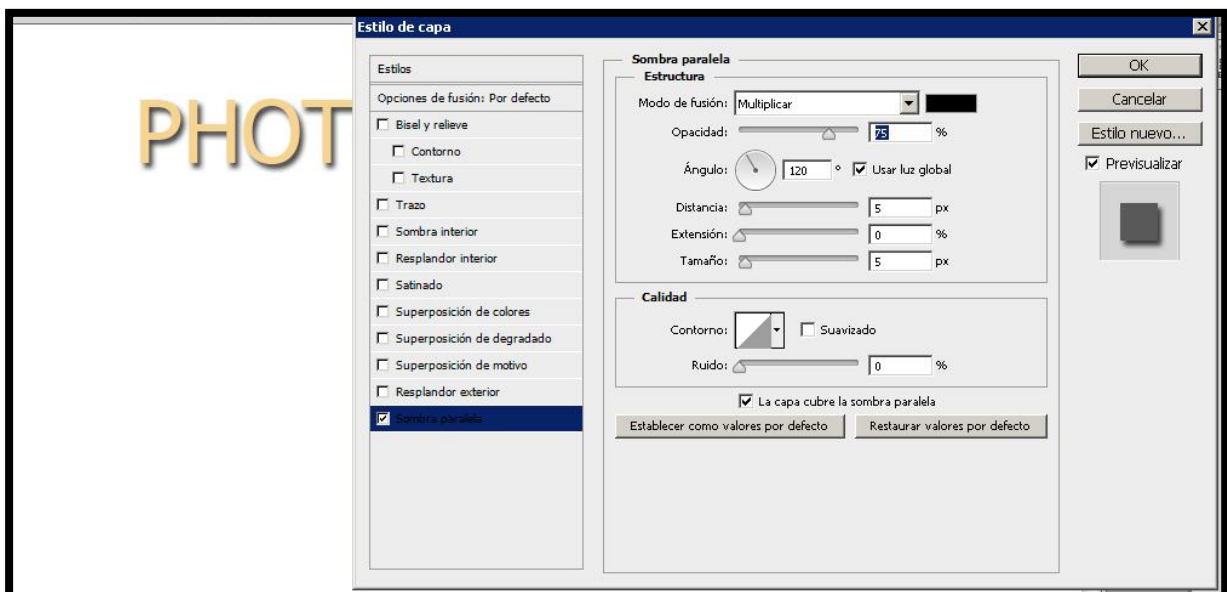 Estilo de capa
PHOT
Estilos
Opciones de fusión: Por defecto
Bisel y relieve
Contorno
Textura
Trazo
Sombra interior
Resplandor interior
Satinado
Superposición de colores
Superposición de degradado
Superposición de motivo
Resplandor exterior
Sombra paralela
Sombra paralela
Estructura
Modo de fusión: Multiplicar
Opacidad: 75 %
Ángulo: 120 ° Usar luz global
Distancia: 5 px
Extensión: 0 %
Tamaño: 5 px
Calidad
Contorno: Suavizado
Ruido: 0 %
La capa cubre la sombra paralela
Establecer como valores por defecto Restaurar valores por defecto
OK
Cancelar
Estilo nuevo...
Previsualizar